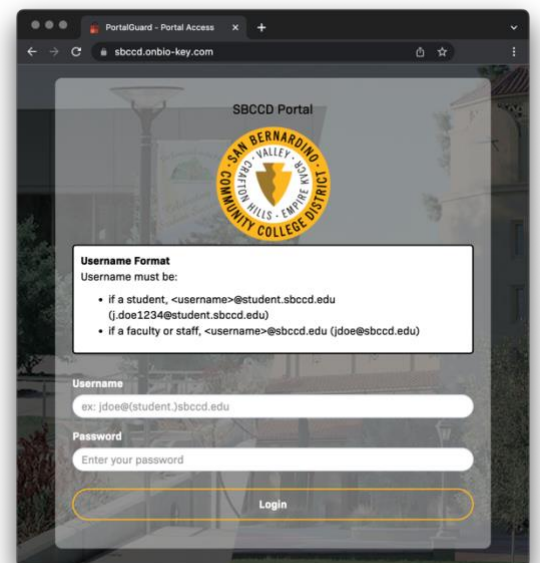 PortalGuard - Portal Access
sbccd.onbio-key.com
SBCCD Portal
SAN BERNARDINO
VALLEY
CRAFTON HILLS - EMPIRE KVCR
COMMUNITY COLLEGE DISTRICT
Username Format
Username must be:
• if a student, <username>@student.sbccd.edu
(j.doe1234@student.sbccd.edu)
• if a faculty or staff, <username>@sbccd.edu (jdoe@sbccd.edu)
Username
ex: jdoe@(student.)sbccd.edu
Password
Enter your password
Login